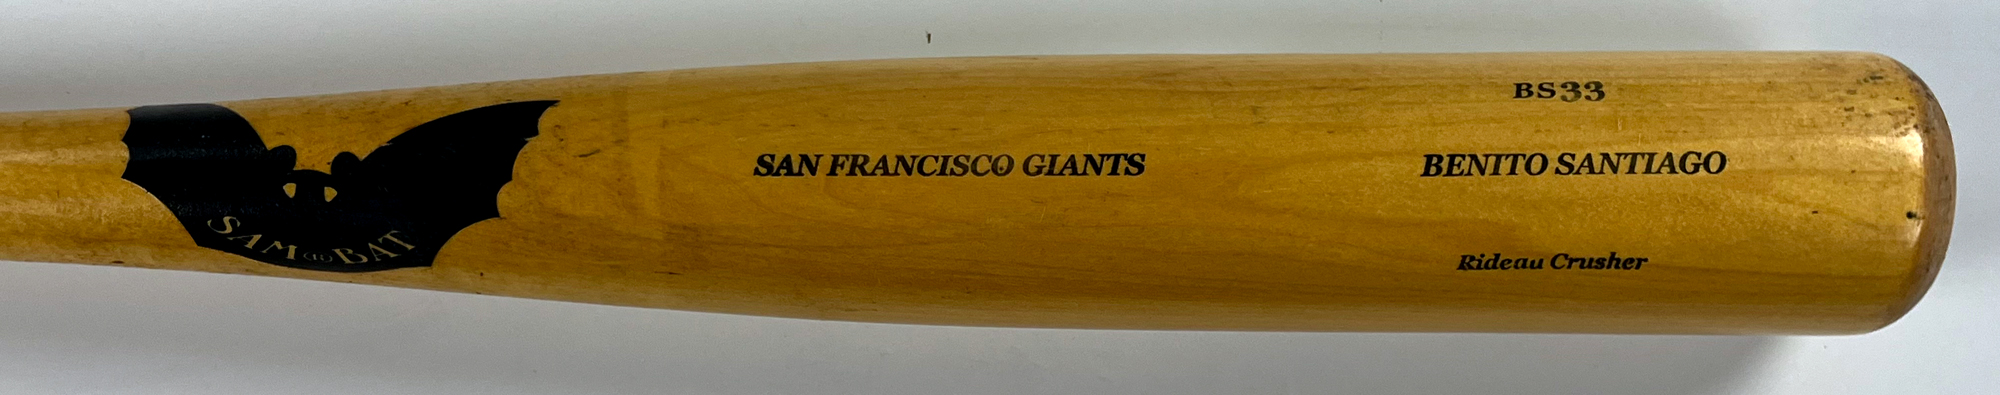 SAM BAT
SAN FRANCISCO GIANTS
BS33
BENITO SANTIAGO
Rideau Crusher